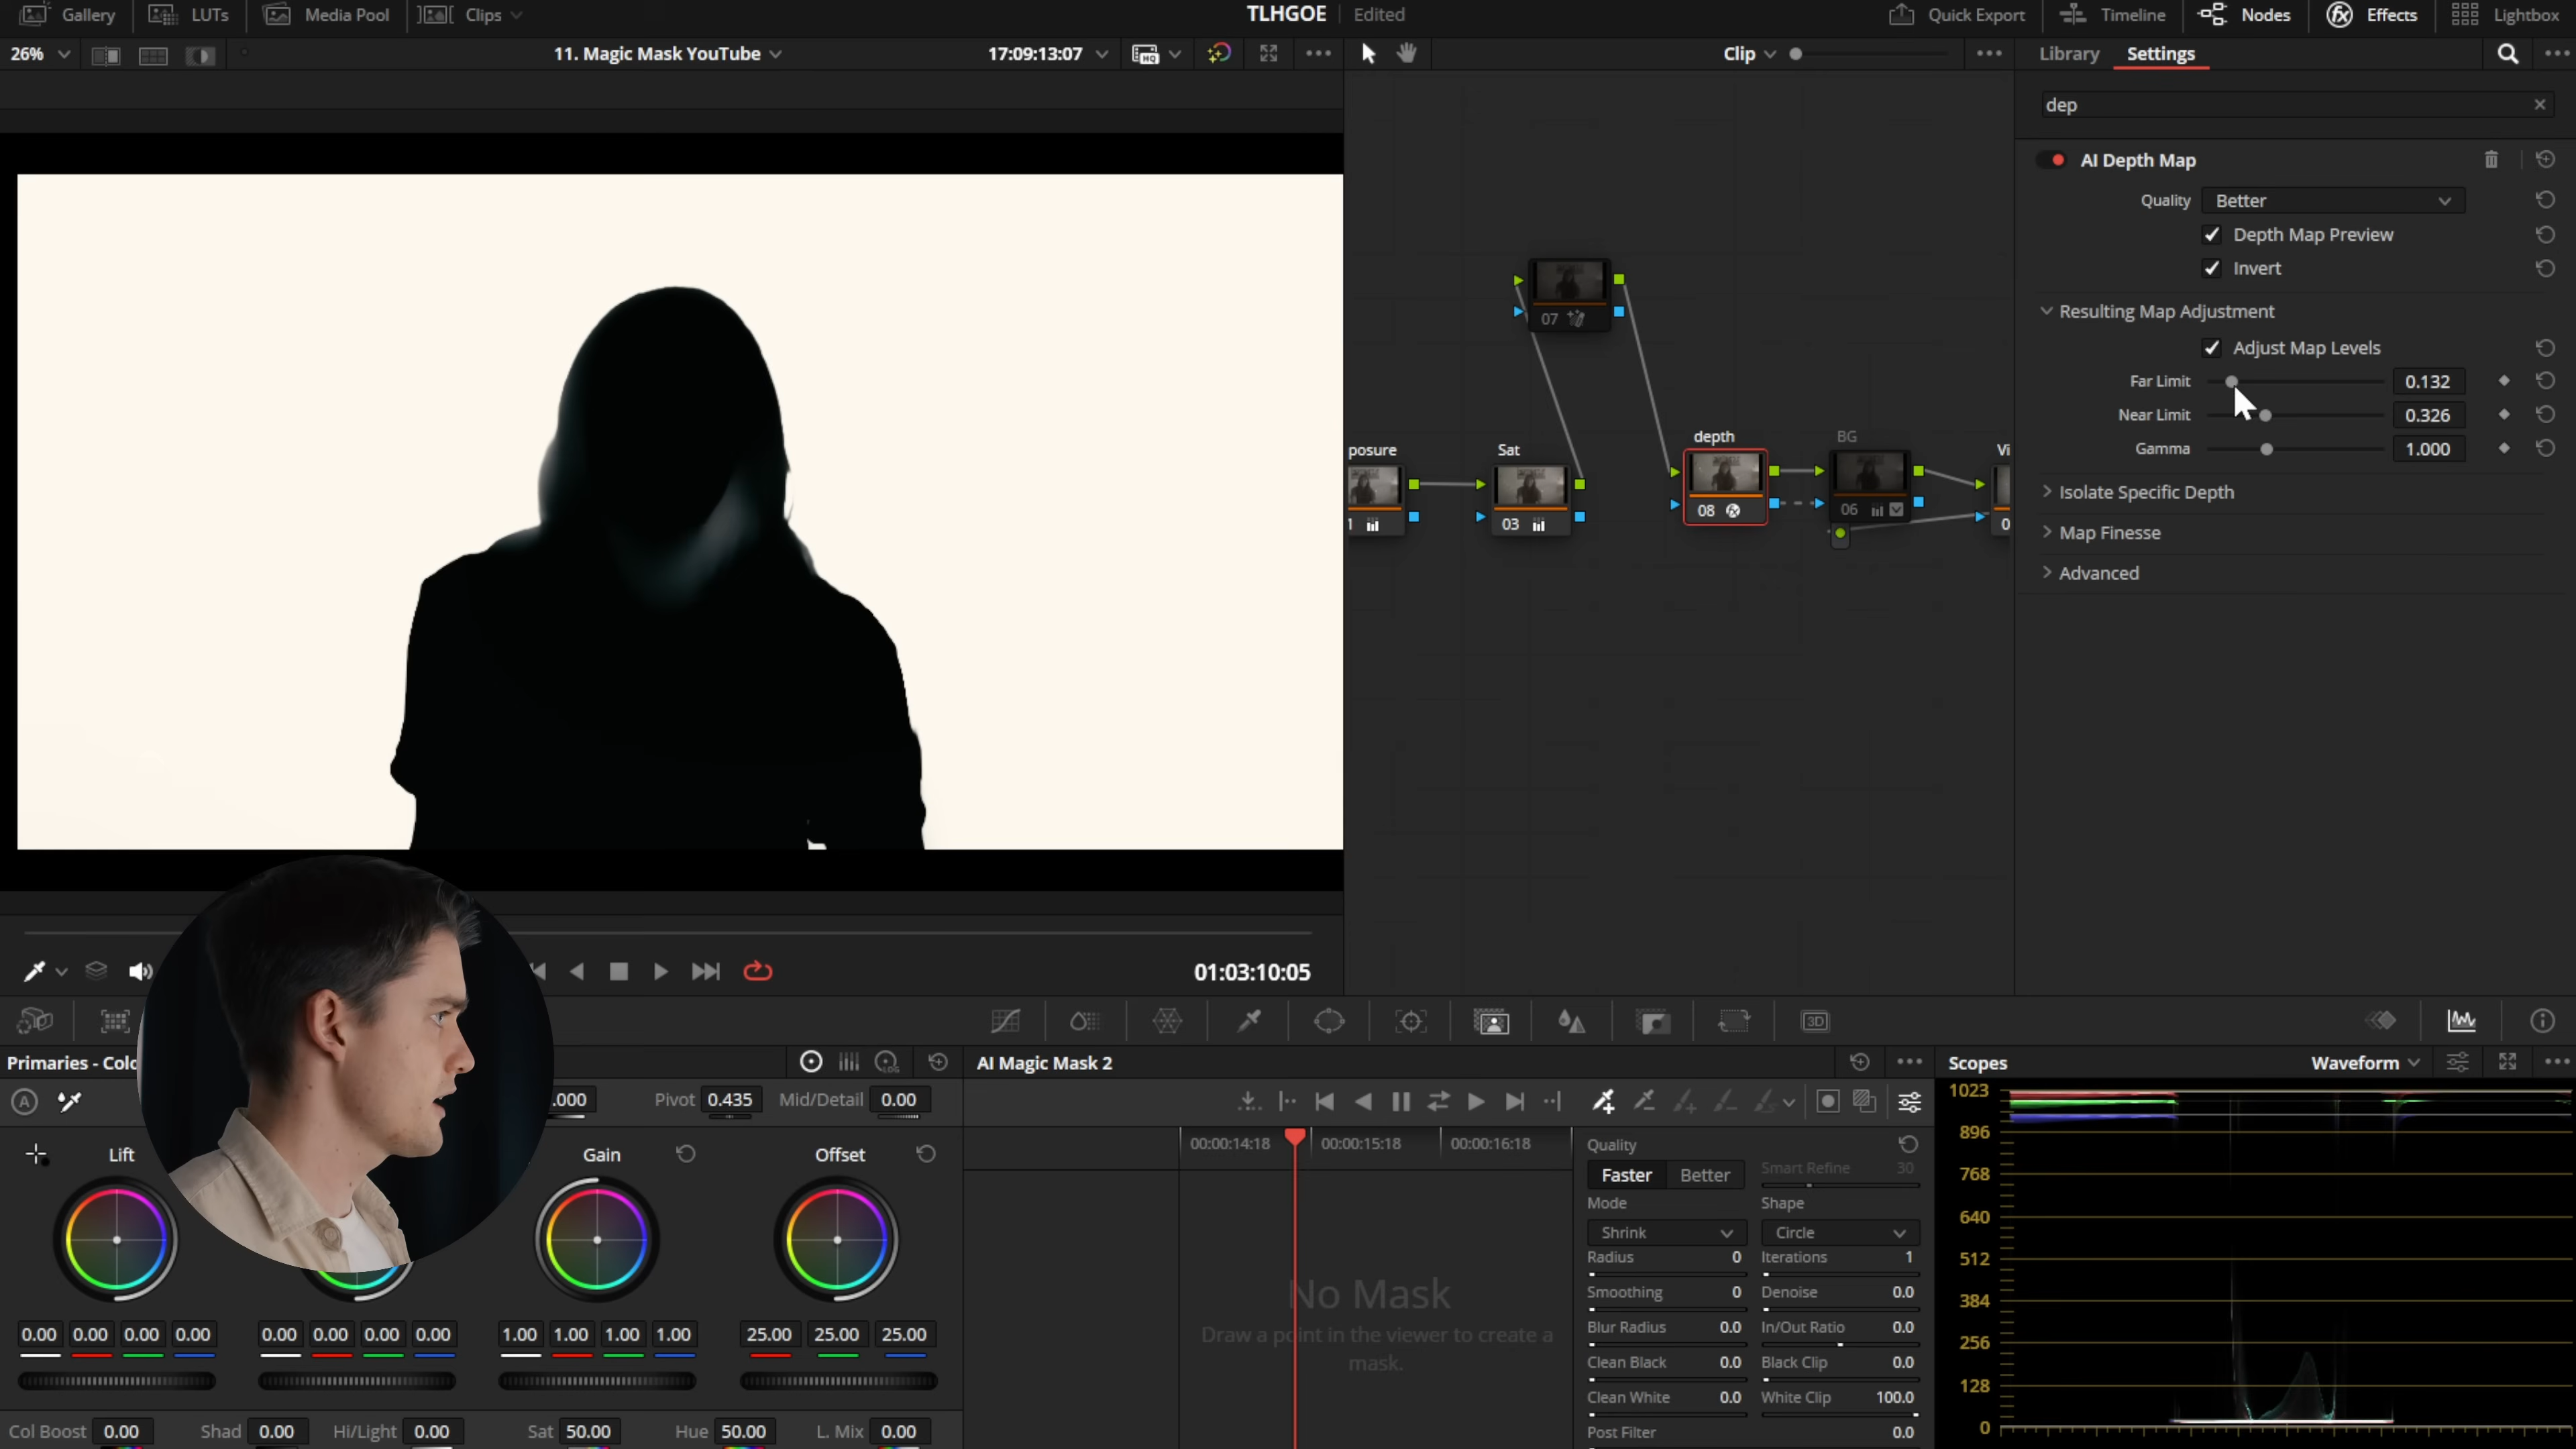 Gallery LUTs Media Pool Clips TLHGOE Edited Quick Export Timeline Nodes fx Effects Lightbox
26% 11. Magic Mask YouTube 17:09:13:07 HQ Clip Library Settings
dep
AI Depth Map
Quality Better
Depth Map Preview
Invert
Resulting Map Adjustment
Adjust Map Levels
Far Limit 0.132
Near Limit 0.326
Gamma 1.000
Isolate Specific Depth
Map Finesse
Advanced
07
posure Sat depth BG Vi
1 03 08 06 0
01:03:10:05
3D
Primaries - Colo LOG AI Magic Mask 2 Scopes Waveform
A .000 Pivot 0.435 Mid/Detail 0.00
Lift Gain Offset
0.00 0.00 0.00 0.00 0.00 0.00 0.00 0.00 1.00 1.00 1.00 1.00 25.00 25.00 25.00
Col Boost 0.00 Shad 0.00 Hi/Light 0.00 Sat 50.00 Hue 50.00 L. Mix 0.00
00:00:14:18 00:00:15:18 00:00:16:18
No Mask
Draw a point in the viewer to create a
mask.
Quality
Faster Better Smart Refine 30
Mode Shape
Shrink Circle
Radius 0 Iterations 1
Smoothing 0 Denoise 0.0
Blur Radius 0.0 In/Out Ratio 0.0
Clean Black 0.0 Black Clip 0.0
Clean White 0.0 White Clip 100.0
Post Filter 0.0
1023
896
768
640
512
384
256
128
0